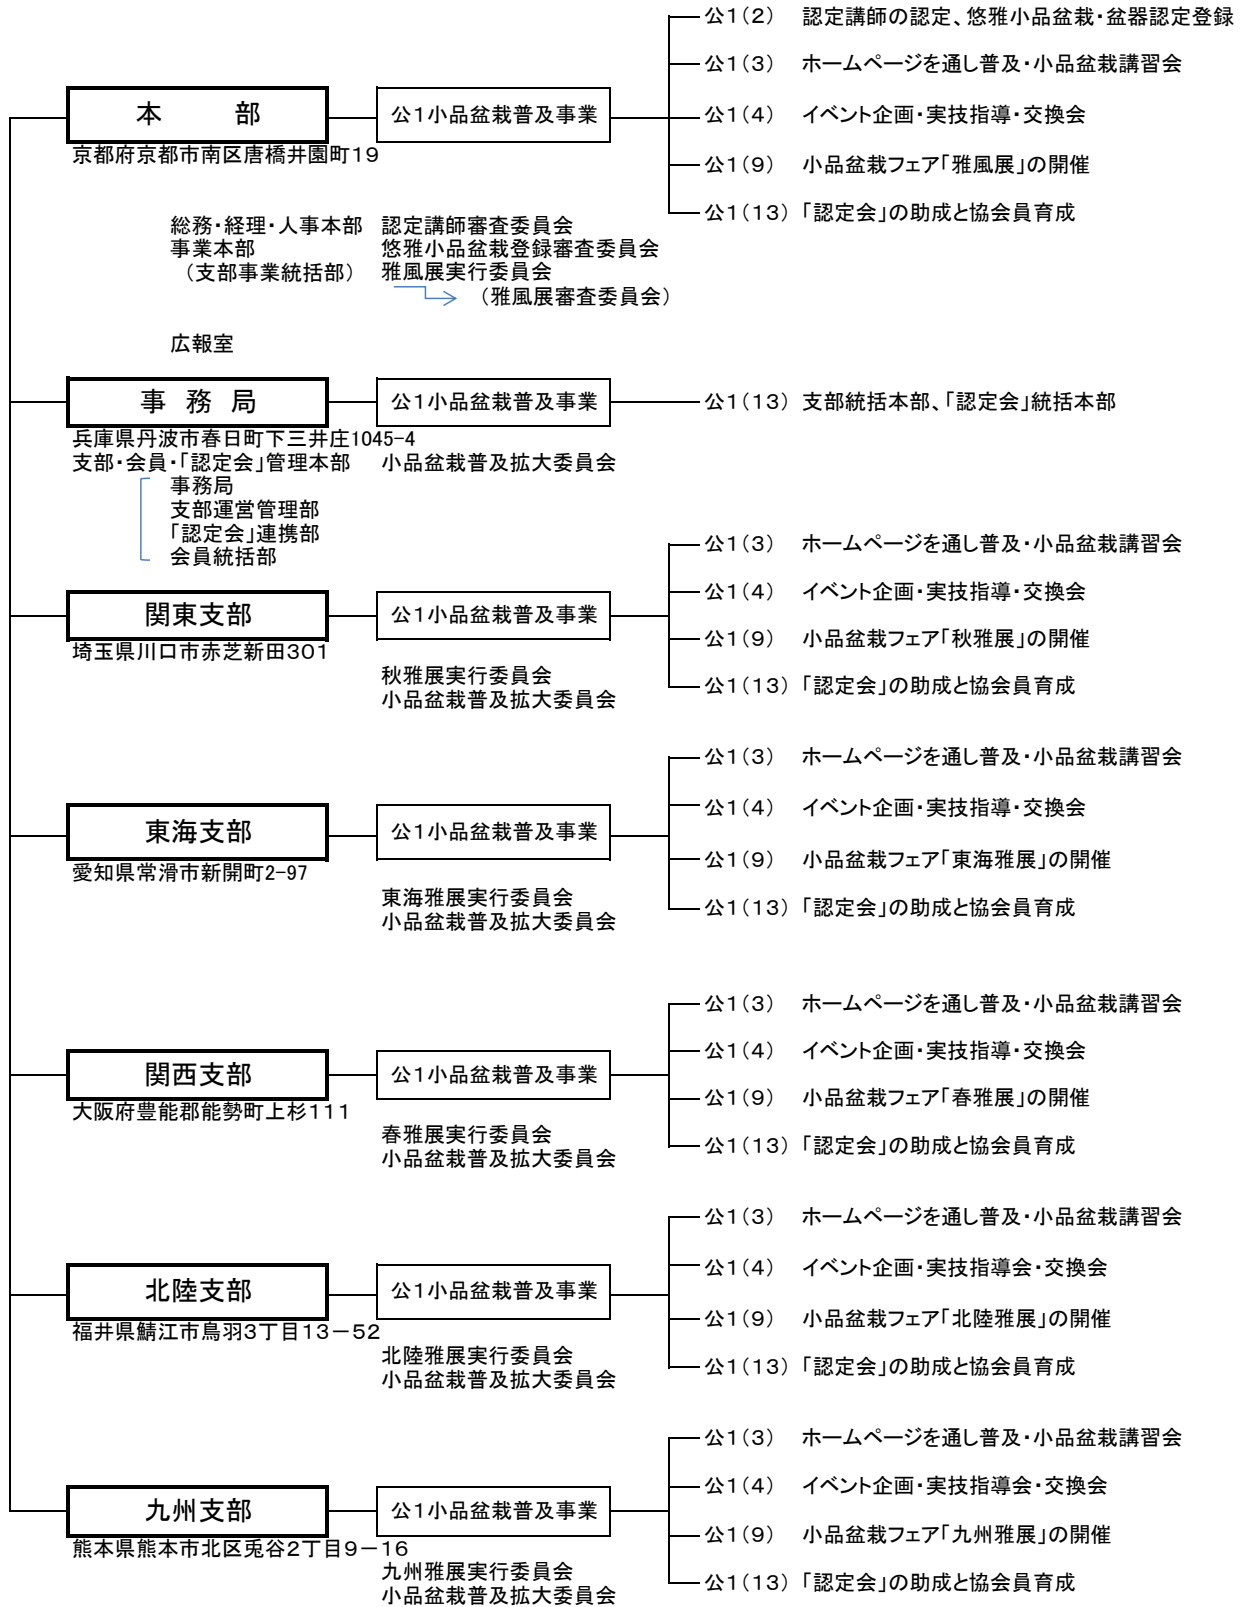 公1(2) 認定講師の認定、悠雅小品盆栽・盆器認定登録
公1(3) ホームページを通し普及・小品盆栽講習会
本 部 公1小品盆栽普及事業 公1(4) イベント企画・実技指導・交換会
京都府京都市南区唐橋井園町19
公1(9) 小品盆栽フェア「雅風展」の開催
公1(13) 「認定会」の助成と協会員育成
総務・経理・人事本部 認定講師審査委員会
事業本部 悠雅小品盆栽登録審査委員会
(支部事業統括部) 雅風展実行委員会
(雅風展審査委員会)
広報室
事 務 局 公1小品盆栽普及事業 公1(13) 支部統括本部、「認定会」統括本部
兵庫県丹波市春日町下三井庄1045-4
支部・会員・「認定会」管理本部 小品盆栽普及拡大委員会
事務局
支部運営管理部
「認定会」連携部
会員統括部
公1(3) ホームページを通し普及・小品盆栽講習会
公1(4) イベント企画・実技指導・交換会
関東支部 公1小品盆栽普及事業
公1(9) 小品盆栽フェア「秋雅展」の開催
埼玉県川口市赤芝新田301
秋雅展実行委員会
公1(13) 「認定会」の助成と協会員育成
小品盆栽普及拡大委員会
公1(3) ホームページを通し普及・小品盆栽講習会
公1(4) イベント企画・実技指導・交換会
東海支部 公1小品盆栽普及事業
公1(9) 小品盆栽フェア「東海雅展」の開催
愛知県常滑市新開町2-97
東海雅展実行委員会
公1(13) 「認定会」の助成と協会員育成
小品盆栽普及拡大委員会
公1(3) ホームページを通し普及・小品盆栽講習会
公1(4) イベント企画・実技指導・交換会
関西支部 公1小品盆栽普及事業
公1(9) 小品盆栽フェア「春雅展」の開催
大阪府豊能郡能勢町上杉111
春雅展実行委員会
公1(13) 「認定会」の助成と協会員育成
小品盆栽普及拡大委員会
公1(3) ホームページを通し普及・小品盆栽講習会
公1(4) イベント企画・実技指導会・交換会
北陸支部 公1小品盆栽普及事業
公1(9) 小品盆栽フェア「北陸雅展」の開催
福井県鯖江市鳥羽3丁目13-52
北陸雅展実行委員会
公1(13) 「認定会」の助成と協会員育成
小品盆栽普及拡大委員会
公1(3) ホームページを通し普及・小品盆栽講習会
公1(4) イベント企画・実技指導会・交換会
九州支部 公1小品盆栽普及事業
公1(9) 小品盆栽フェア「九州雅展」の開催
熊本県熊本市北区兎谷2丁目9-16
九州雅展実行委員会
公1(13) 「認定会」の助成と協会員育成
小品盆栽普及拡大委員会